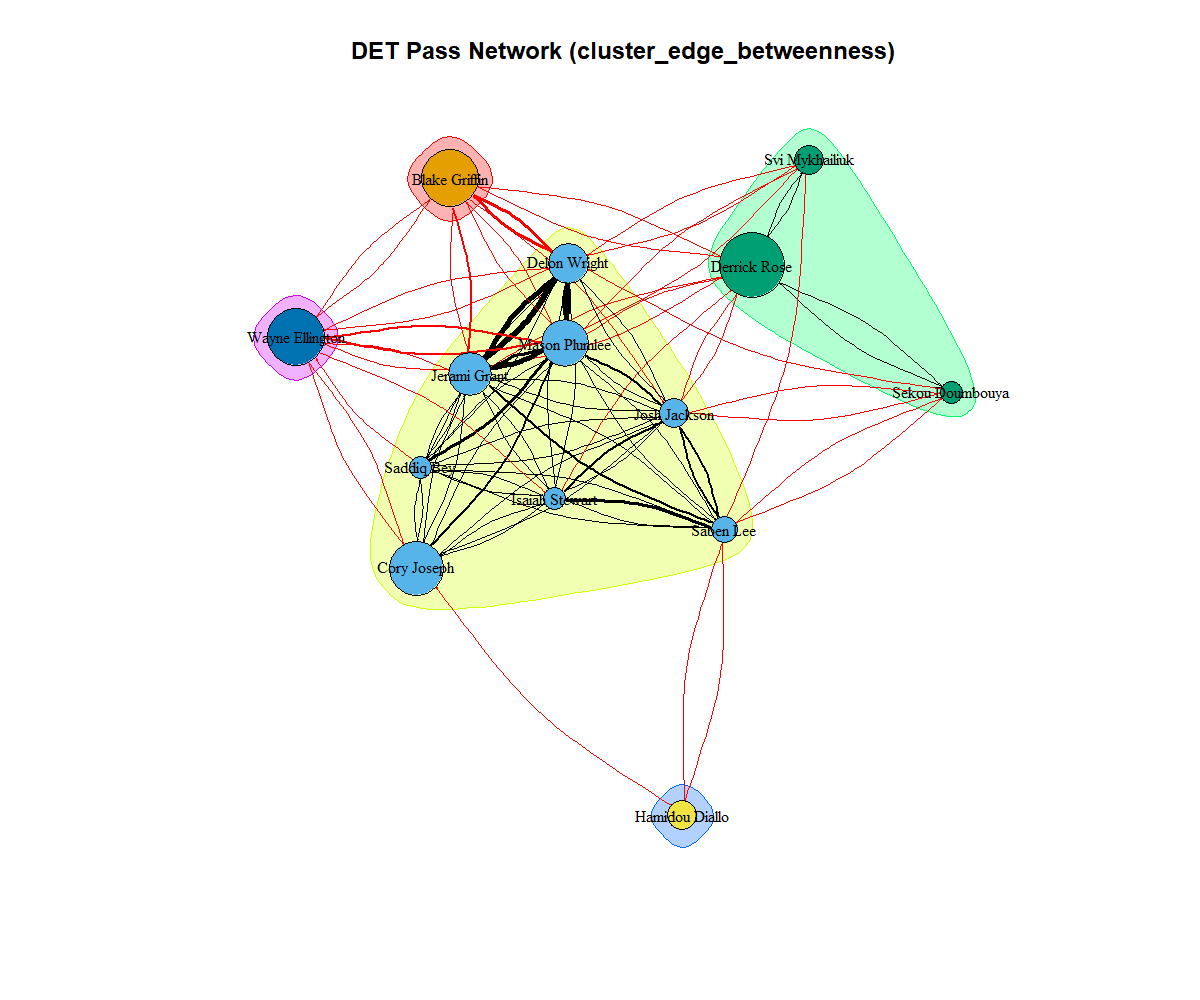 DET Pass Network (cluster_edge_betweenness)
Svi Mykhailiuk
Blake Griffin
Delon Wright
Derrick Rose
Wayne Ellington
Mason Plumlee
Jerami Grant
Sekou Doumbouya
Josh Jackson
Saddiq Bey
Isaiah Stewart
Saben Lee
Cory Joseph
Hamidou Diallo